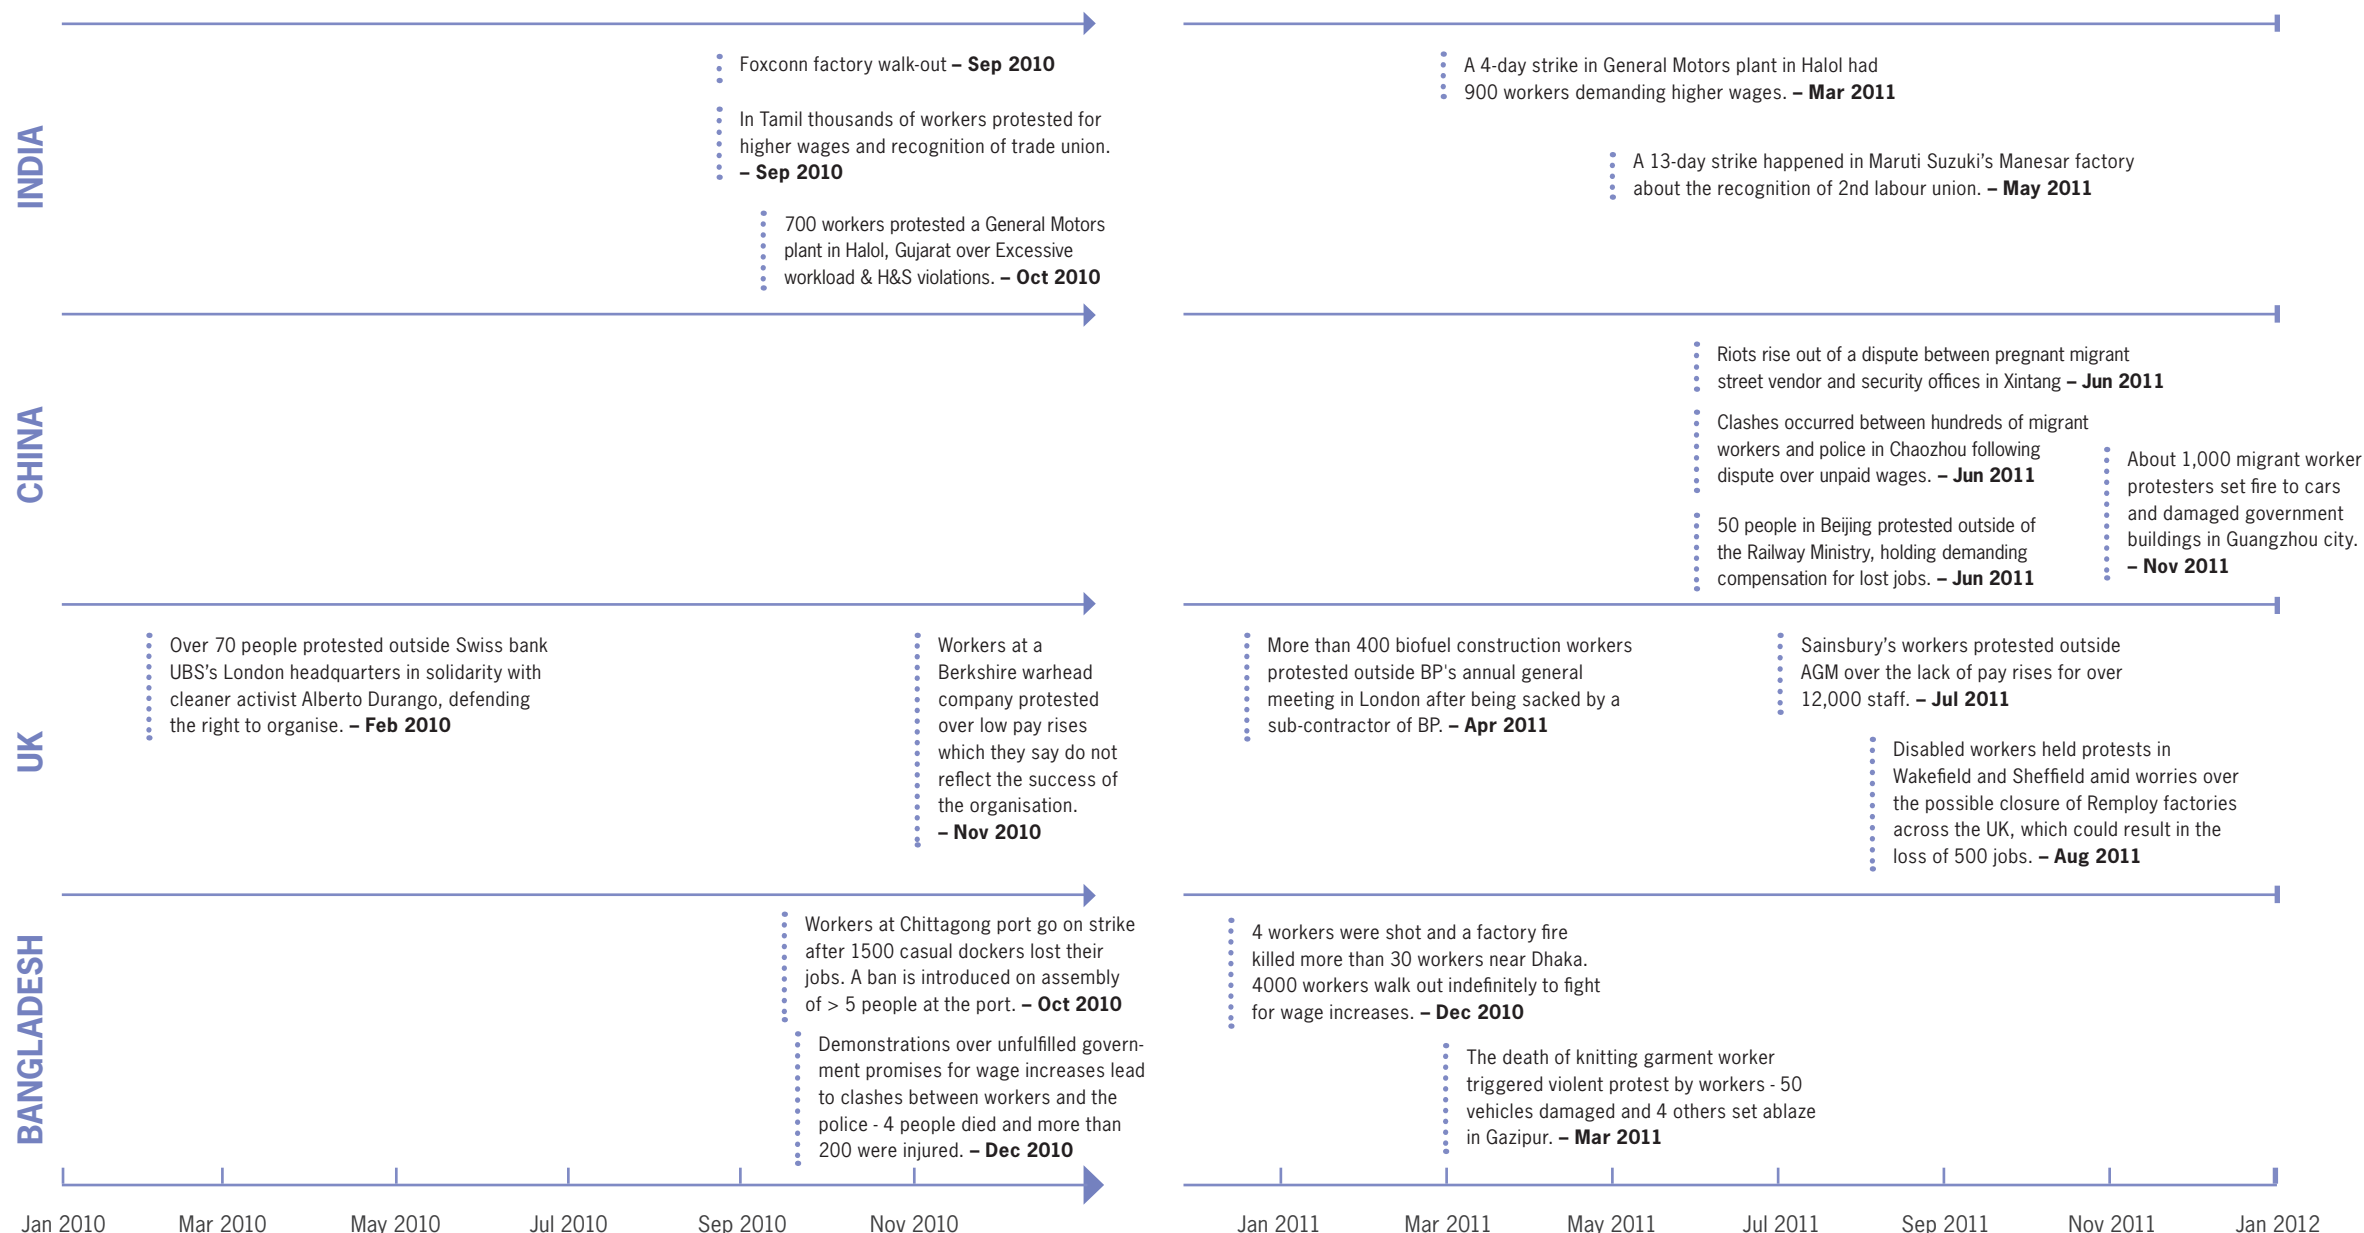 INDIA
Foxconn factory walk-out – Sep 2010
In Tamil thousands of workers protested for
higher wages and recognition of trade union.
– Sep 2010
700 workers protested a General Motors
plant in Halol, Gujarat over Excessive
workload & H&S violations. – Oct 2010
A 4-day strike in General Motors plant in Halol had
900 workers demanding higher wages. – Mar 2011
A 13-day strike happened in Maruti Suzuki’s Manesar factory
about the recognition of 2nd labour union. – May 2011
CHINA
Riots rise out of a dispute between pregnant migrant
street vendor and security offices in Xintang – Jun 2011
Clashes occurred between hundreds of migrant
workers and police in Chaozhou following
dispute over unpaid wages. – Jun 2011
50 people in Beijing protested outside of
the Railway Ministry, holding demanding
compensation for lost jobs. – Jun 2011
About 1,000 migrant worker
protesters set fire to cars
and damaged government
buildings in Guangzhou city.
– Nov 2011
UK
Over 70 people protested outside Swiss bank
UBS’s London headquarters in solidarity with
cleaner activist Alberto Durango, defending
the right to organise. – Feb 2010
Workers at a
Berkshire warhead
company protested
over low pay rises
which they say do not
reflect the success of
the organisation.
– Nov 2010
More than 400 biofuel construction workers
protested outside BP's annual general
meeting in London after being sacked by a
sub-contractor of BP. – Apr 2011
Sainsbury’s workers protested outside
AGM over the lack of pay rises for over
12,000 staff. – Jul 2011
Disabled workers held protests in
Wakefield and Sheffield amid worries over
the possible closure of Remploy factories
across the UK, which could result in the
loss of 500 jobs. – Aug 2011
BANGLADESH
Workers at Chittagong port go on strike
after 1500 casual dockers lost their
jobs. A ban is introduced on assembly
of > 5 people at the port. – Oct 2010
Demonstrations over unfulfilled govern-
ment promises for wage increases lead
to clashes between workers and the
police - 4 people died and more than
200 were injured. – Dec 2010
4 workers were shot and a factory fire
killed more than 30 workers near Dhaka.
4000 workers walk out indefinitely to fight
for wage increases. – Dec 2010
The death of knitting garment worker
triggered violent protest by workers - 50
vehicles damaged and 4 others set ablaze
in Gazipur. – Mar 2011
Jan 2010 Mar 2010 May 2010 Jul 2010 Sep 2010 Nov 2010 Jan 2011 Mar 2011 May 2011 Jul 2011 Sep 2011 Nov 2011 Jan 2012